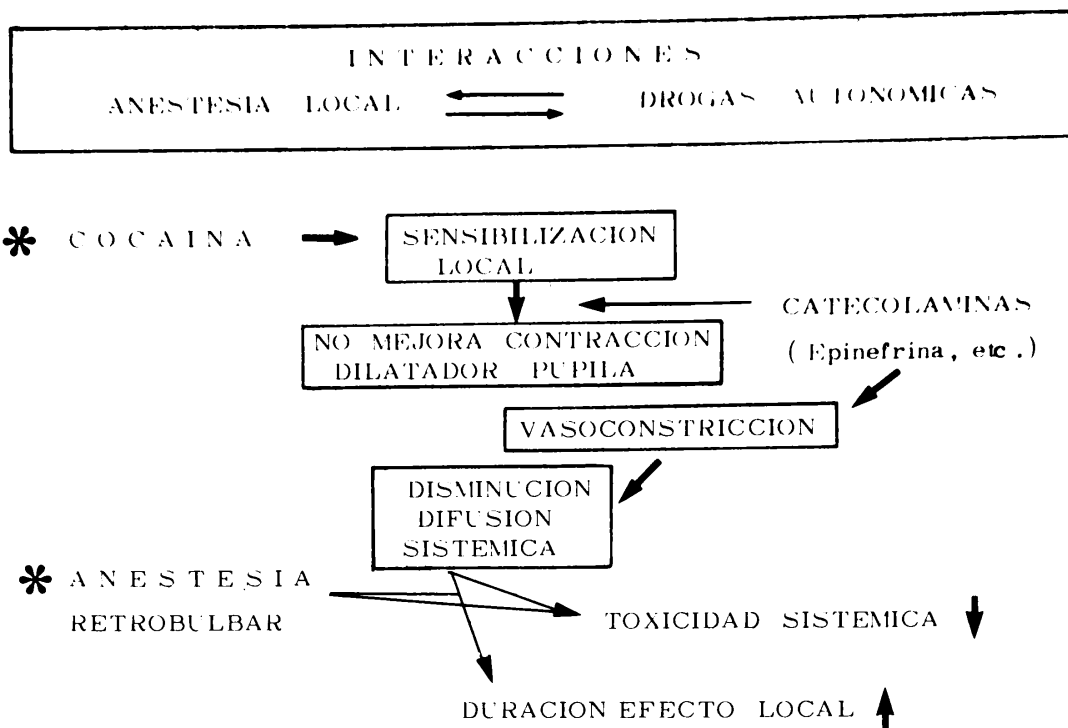 INTERACCIONES
ANESTESIA LOCAL DROGAS AUTONOMICAS
* COCAINA
SENSIBILIZACION
LOCAL
CATECOLAMINAS
(Epinefrina, etc.)
NO MEJORA CONTRACCION
DILATADOR PUPILA
VASOCONSTRICCION
DISMINUCION
DIFUSION
SISTEMICA
* ANESTESIA
RETROBULBAR
TOXICIDAD SISTEMICA
DURACION EFECTO LOCAL